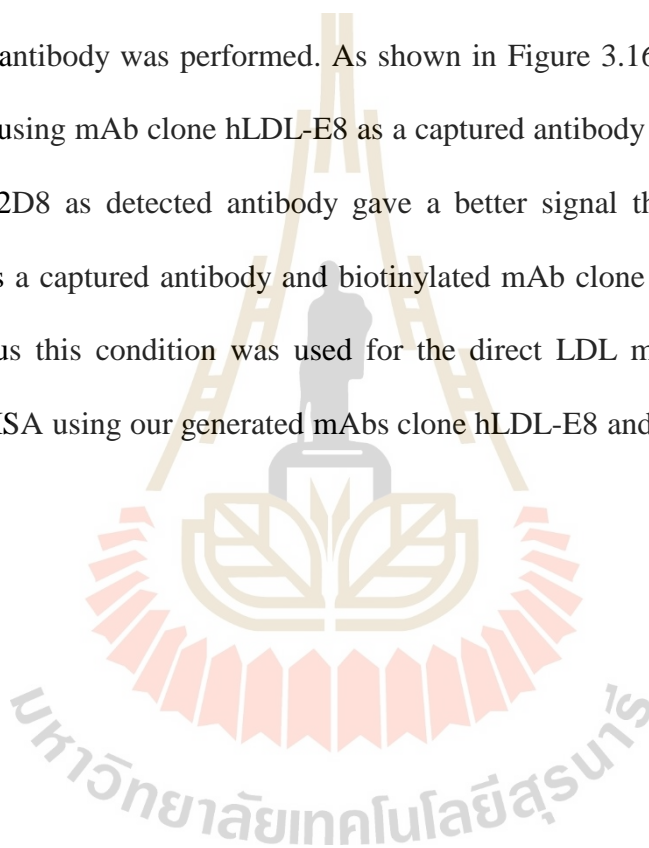 antibody was performed. As shown in Figure 3.16
using mAb clone hLDL-E8 as a captured antibody
2D8 as detected antibody gave a better signal th
s a captured antibody and biotinylated mAb clone
us this condition was used for the direct LDL m
ISA using our generated mAbs clone hLDL-E8 and
มหาวิทยาลัยเทคโนโลยีสุรนารี